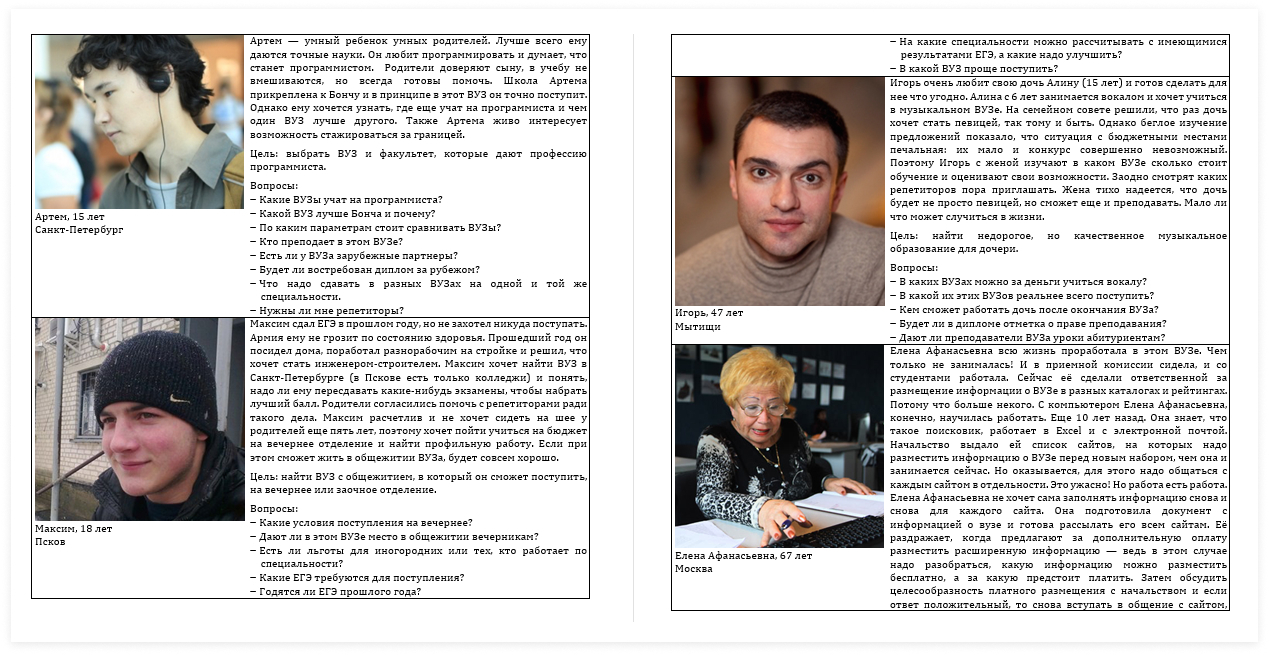 Артем — умный ребенок умных родителей. Лучше всего ему
даются точные науки. Он любит программировать и думает, что
станет программистом. Родители доверяют сыну, в учебу не
вмешиваются, но всегда готовы помочь. Школа Артема
прикреплена к Бончу и в принципе в этот ВУЗ он точно поступит.
Однако ему хочется узнать, где еще учат на программиста и чем
один ВУЗ лучше другого. Также Артема живо интересует
возможность стажироваться за границей.
Цель: выбрать ВУЗ и факультет, которые дают профессию
программиста.
Вопросы:
– Какие ВУЗы учат на программиста?
– Какой ВУЗ лучше Бонча и почему?
– По каким параметрам стоит сравнивать ВУЗы?
– Кто преподает в этом ВУЗе?
– Есть ли у ВУЗа зарубежные партнеры?
– Будет ли востребован диплом за рубежом?
– Что надо сдавать в разных ВУЗах на одной и той же
специальности.
– Нужны ли мне репетиторы?
Артем, 15 лет
Санкт-Петербург
Максим сдал ЕГЭ в прошлом году, но не захотел никуда поступать.
Армия ему не грозит по состоянию здоровья. Прошедший год он
посидел дома, поработал разнорабочим на стройке и решил, что
хочет стать инженером-строителем. Максим хочет найти ВУЗ в
Санкт-Петербурге (в Пскове есть только колледжи) и понять,
надо ли ему пересдавать какие-нибудь экзамены, чтобы набрать
лучший балл. Родители согласились помочь с репетиторами ради
такого дела. Максим расчетлив и не хочет сидеть на шее у
родителей еще пять лет, поэтому хочет пойти учиться на бюджет
на вечернее отделение и найти профильную работу. Если при
этом сможет жить в общежитии ВУЗа, будет совсем хорошо.
Цель: найти ВУЗ с общежитием, в который он сможет поступить,
на вечернее или заочное отделение.
Вопросы:
– Какие условия поступления на вечернее?
– Дают ли в этом ВУЗе место в общежитии вечерникам?
– Есть ли льготы для иногородних или тех, кто работает по
специальности?
– Какие ЕГЭ требуются для поступления?
– Годятся ли ЕГЭ прошлого года?
Максим, 18 лет
Псков
– На какие специальности можно рассчитывать с имеющимися
результатами ЕГЭ, а какие надо улучшить?
– В какой ВУЗ проще поступить?
Игорь очень любит свою дочь Алину (15 лет) и готов сделать для
нее что угодно. Алина с 6 лет занимается вокалом и хочет учиться
в музыкальном ВУЗе. На семейном совете решили, что раз дочь
хочет стать певицей, так тому и быть. Однако беглое изучение
предложений показало, что ситуация с бюджетными местами
печальная: их мало и конкурс совершенно невозможный.
Поэтому Игорь с женой изучают в каком ВУЗе сколько стоит
обучение и оценивают свои возможности. Заодно смотрят каких
репетиторов пора приглашать. Жена тихо надеется, что дочь
будет не просто певицей, но сможет еще и преподавать. Мало ли
что может случиться в жизни.
Цель: найти недорогое, но качественное музыкальное
образование для дочери.
Вопросы:
– В каких ВУЗах можно за деньги учиться вокалу?
– В какой их этих ВУЗов реальнее всего поступить?
– Кем сможет работать дочь после окончания ВУЗа?
– Будет ли в дипломе отметка о праве преподавания?
– Дают ли преподаватели ВУЗа уроки абитуриентам?
Игорь, 47 лет
Мытищи
Елена Афанасьевна всю жизнь проработала в этом ВУЗе. Чем
только не занималась! И в приемной комиссии сидела, и со
студентами работала. Сейчас её сделали ответственной за
размещение информации о ВУЗе в разных каталогах и рейтингах.
Потому что больше некого. С компьютером Елена Афанасьевна,
конечно, научилась работать. Еще 10 лет назад. Она знает, что
такое поисковик, работает в Excel и с электронной почтой.
Начальство выдало ей список сайтов, на которых надо
разместить информацию о ВУЗе перед новым набором, чем она и
занимается сейчас. Но оказывается, для этого надо общаться с
каждым сайтом в отдельности. Это ужасно! Но работа есть работа.
Елена Афанасьевна не хочет сама заполнять информацию снова и
снова для каждого сайта. Она подготовила документ с
информацией о вузе и готова рассылать его всем сайтам. Её
раздражает, когда предлагают за дополнительную оплату
разместить расширенную информацию — ведь в этом случае
надо разобраться, какую информацию можно разместить
бесплатно, а за какую предстоит платить. Затем обсудить
целесообразность платного размещения с начальством и если
ответ положительный, то снова вступать в общение с сайтом,
Елена Афанасьевна, 67 лет
Москва